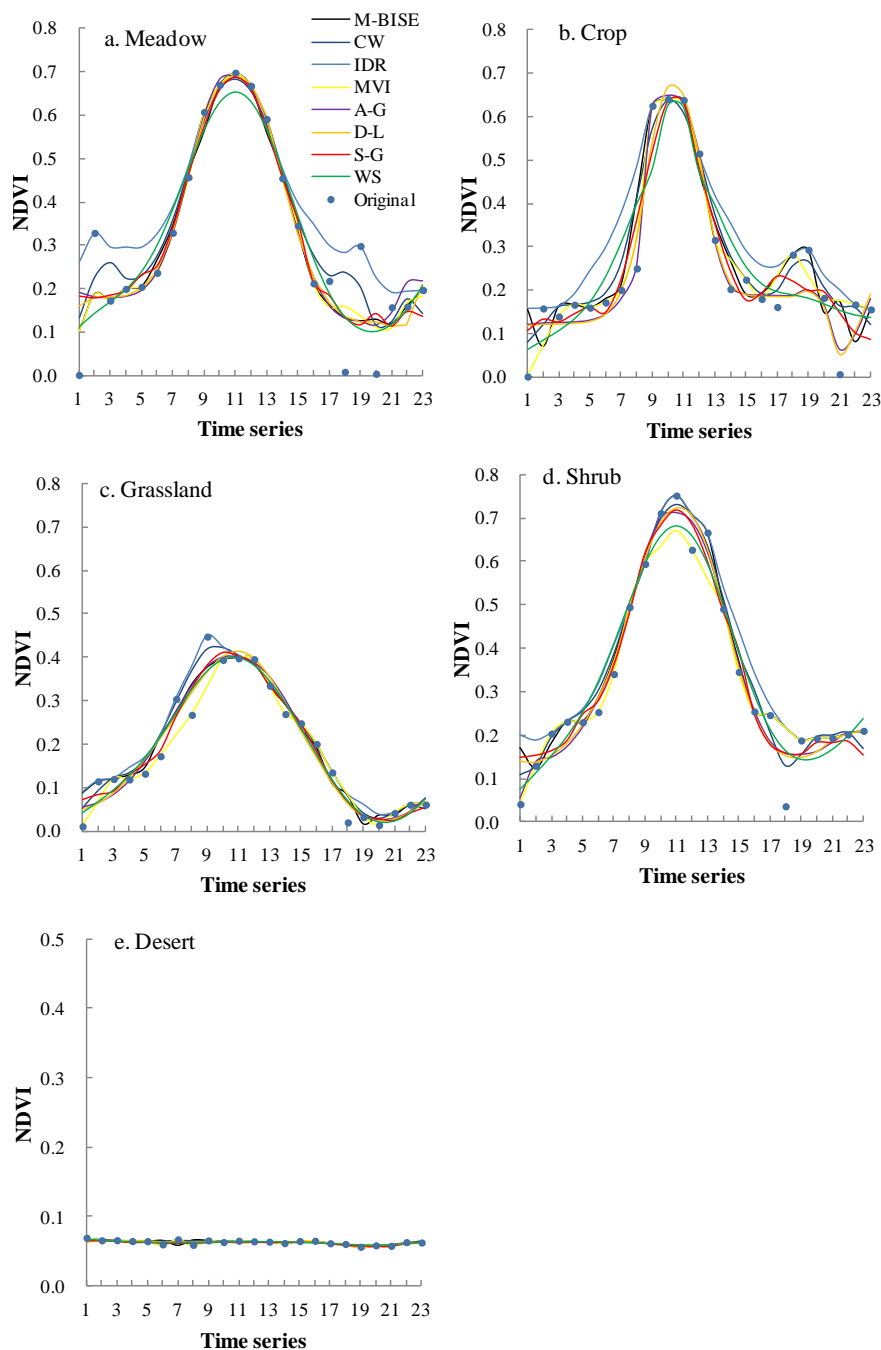 a. Meadow
M-BISE
CW
IDR
MVI
A-G
D-L
S-G
WS
Original
NDVI
0.8
0.7
0.6
0.5
0.4
0.3
0.2
0.1
0.0
1 3 5 7 9 11 13 15 17 19 21 23
Time series
b. Crop
NDVI
0.8
0.7
0.6
0.5
0.4
0.3
0.2
0.1
0.0
1 3 5 7 9 11 13 15 17 19 21 23
Time series
c. Grassland
NDVI
0.8
0.7
0.6
0.5
0.4
0.3
0.2
0.1
0.0
1 3 5 7 9 11 13 15 17 19 21 23
Time series
d. Shrub
NDVI
0.8
0.7
0.6
0.5
0.4
0.3
0.2
0.1
0.0
1 3 5 7 9 11 13 15 17 19 21 23
Time series
e. Desert
NDVI
0.5
0.4
0.3
0.2
0.1
0.0
1 3 5 7 9 11 13 15 17 19 21 23
Time series